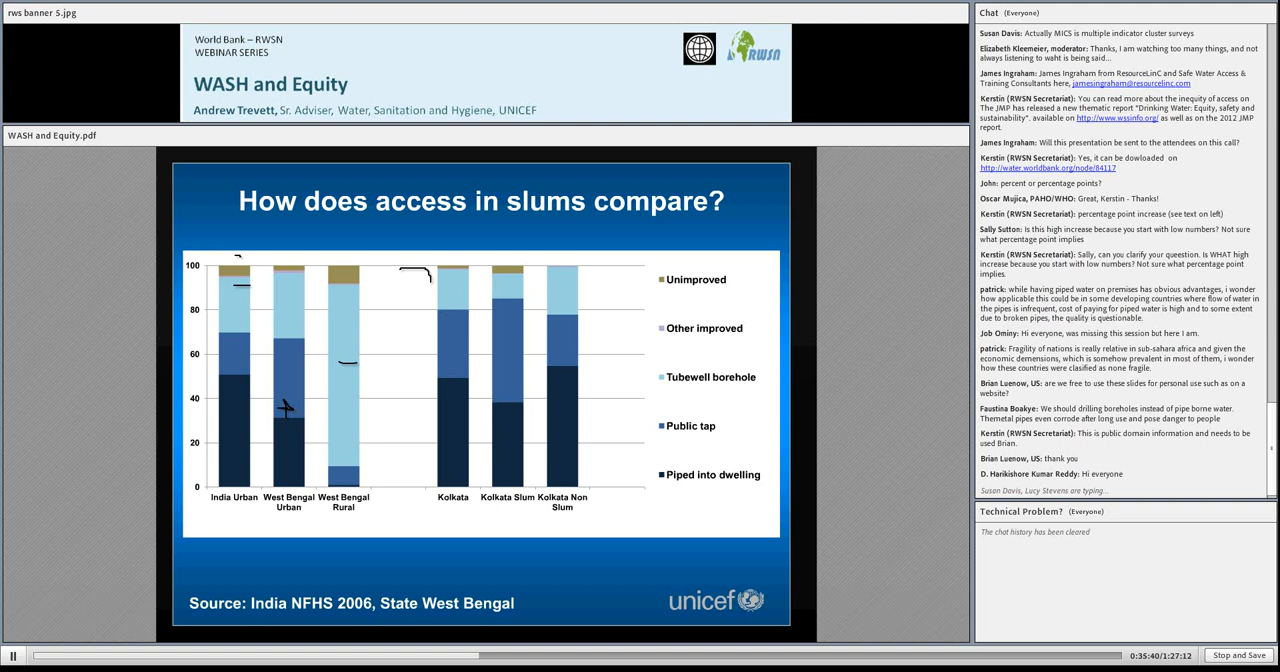 rws banner 5.jpg
World Bank – RWSN
WEBINAR SERIES
RWSN
WASH and Equity
Andrew Trevett, Sr. Adviser, Water, Sanitation and Hygiene, UNICEF
WASH and Equity.pdf
How does access in slums compare?
100
80
60
40
20
0
India Urban
West Bengal
Urban
West Bengal
Rural
Kolkata
Kolkata Slum
Kolkata Non
Slum
Unimproved
Other improved
Tubewell borehole
Public tap
Piped into dwelling
Source: India NFHS 2006, State West Bengal
unicef
Chat (Everyone)
Susan Davis: Actually MICS is multiple indicator cluster surveys
Elizabeth Kleemeier, moderator: Thanks, I am watching too many things, and not
always listening to waht is being said...
James Ingraham: James Ingraham from ResourceLinC and Safe Water Access &
Training Consultants here, jamesingraham@resourcelinc.com
Kerstin (RWSN Secretariat): You can read more about the inequity of access on
The JMP has released a new thematic report "Drinking Water: Equity, safety and
sustainability". available on http://www.wssinfo.org/ as well as on the 2012 JMP
report.
James Ingraham: Will this presentation be sent to the attendees on this call?
Kerstin (RWSN Secretariat): Yes, it can be dowloaded on
http://water.worldbank.org/node/84117
John: percent or percentage points?
Oscar Mujica, PAHO/WHO: Great, Kerstin - Thanks!
Kerstin (RWSN Secretariat): percentage point increase (see text on left)
Sally Sutton: Is this high increase because you start with low numbers? Not sure
what percentage point implies
Kerstin (RWSN Secretariat): Sally, can you clarify your question. Is WHAT high
increase because you start with low numbers? Not sure what percentage point
implies.
patrick: while having piped water on premises has obvious advantages, i wonder
how applicable this could be in some developing countries where flow of water in
the pipes is infrequent, cost of paying for piped water is high and to some extent
due to broken pipes, the quality is questionable.
Job Ominy: Hi everyone, was missing this session but here I am.
patrick: Fragility of nations is really relative in sub-sahara africa and given the
economic demensions, which is somehow prevalent in most of them, i wonder
how these countries were clasified as none fragile.
Brian Luenow, US: are we free to use these slides for personal use such as on a
website?
Faustina Boakye: We should drilling boreholes instead of pipe borne water.
Themetal pipes even corrode after long use and pose danger to people
Kerstin (RWSN Secretariat): This is public domain information and needs to be
used Brian.
Brian Luenow, US: thank you
D. Harikishore Kumar Reddy: Hi everyone
Susan Davis, Lucy Stevens are typing...
Technical Problem? (Everyone)
The chat history has been cleared
0:35:40/1:27:12
Stop and Save